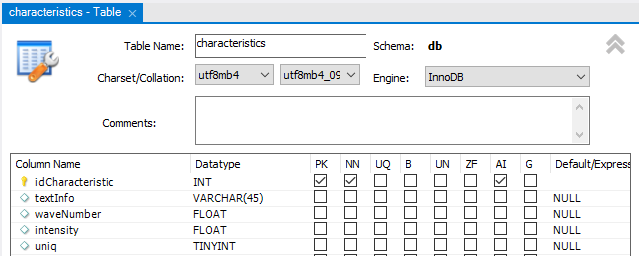 characteristics - Table ×
Table Name: characteristics Schema: db
Charset/Collation: utf8mb4 utf8mb4_09 Engine: InnoDB
Comments:
Column Name Datatype PK NN UQ B UN ZF AI G Default/Express
idCharacteristic INT
textInfo VARCHAR(45) NULL
waveNumber FLOAT NULL
intensity FLOAT NULL
uniq TINYINT NULL